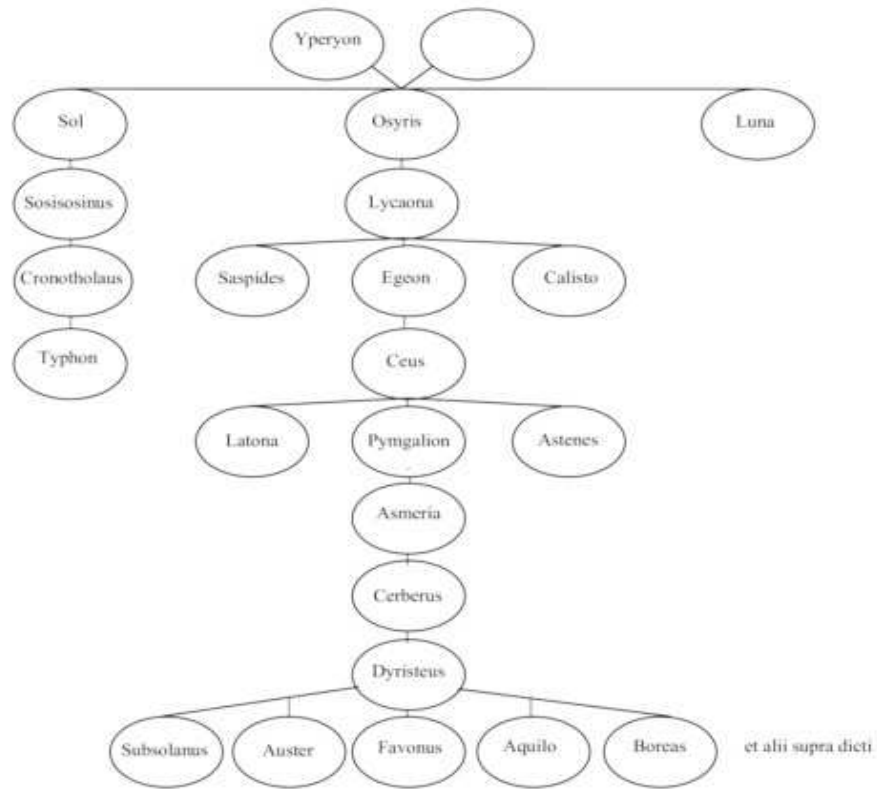 Yperyon
Sol Osyris Luna
Sosisosinus Lycaona
Cronotholaus Saspides Egeon Calisto
Typhon Ceus
Latona Pymgalion Astenes
Asmeria
Cerberus
Dyristeus
Subsolanus Auster Favonus Aquilo Boreas et alii supra dicti